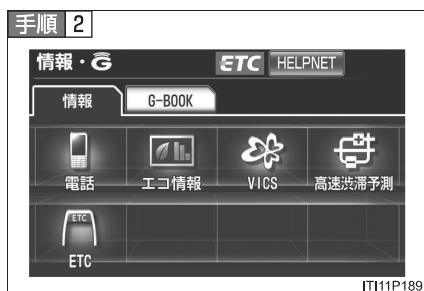 手順 2
情報・G ETC HELPNET
情報 G-BOOK
電話 エコ情報 VICS 高速渋滞予測
ETC
ETC
ITI11P189